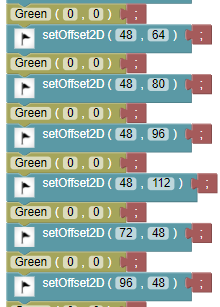 Green ( 0 , 0 ) ;
setOffset2D ( 48 , 64 ) ;
Green ( 0 , 0 ) ;
setOffset2D ( 48 , 80 ) ;
Green ( 0 , 0 ) ;
setOffset2D ( 48 , 96 ) ;
Green ( 0 , 0 ) ;
setOffset2D ( 48 , 112 ) ;
Green ( 0 , 0 ) ;
setOffset2D ( 72 , 48 ) ;
Green ( 0 , 0 ) ;
setOffset2D ( 96 , 48 ) ;